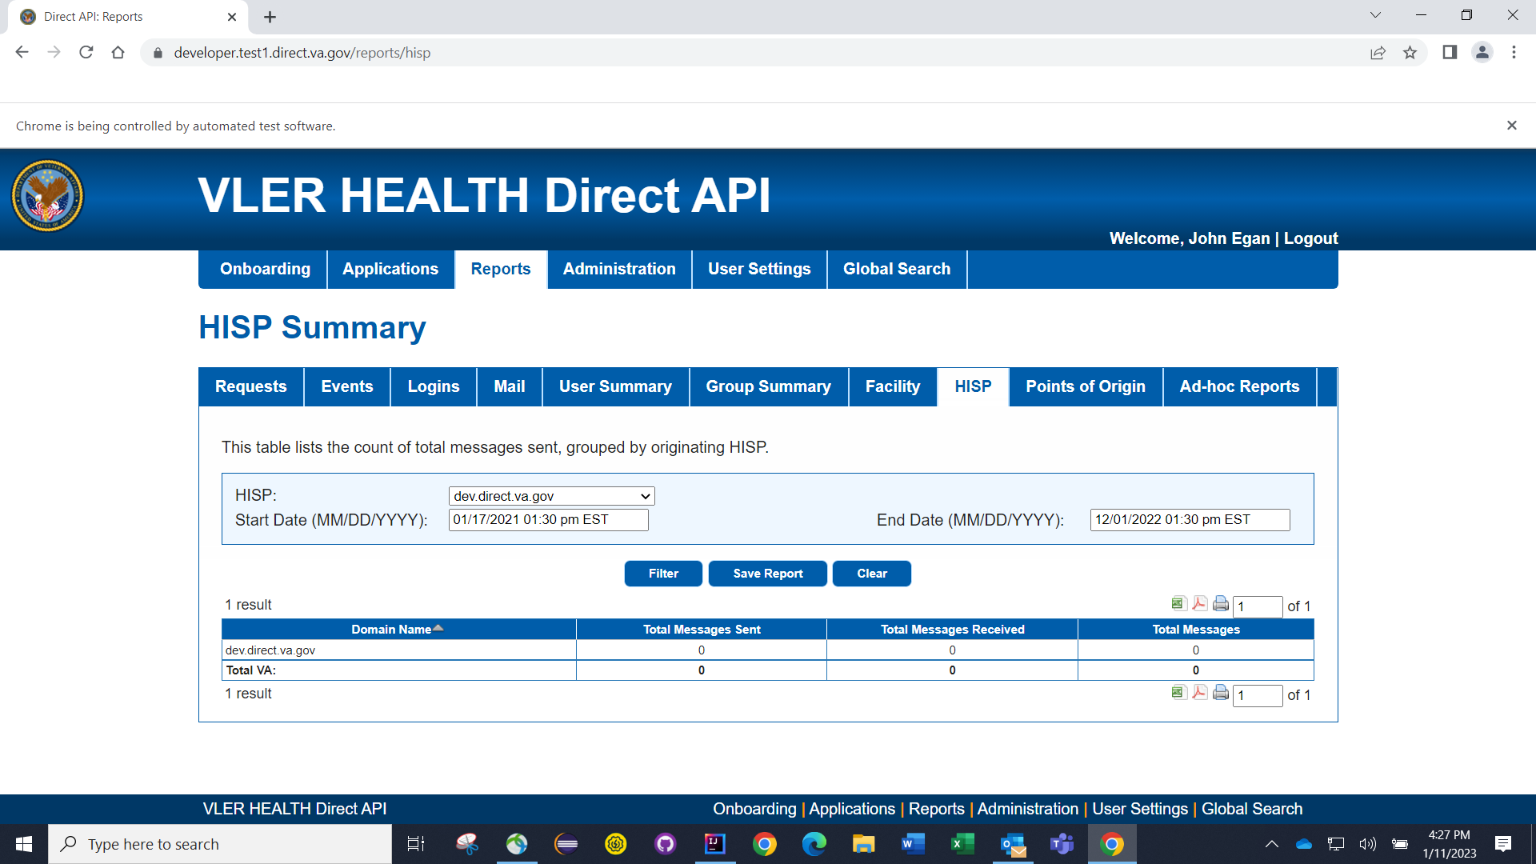 Direct API: Reports
developer.test1.direct.va.gov/reports/hisp
Chrome is being controlled by automated test software.
VLER HEALTH Direct API
Welcome, John Egan | Logout
Onboarding Applications Reports Administration User Settings Global Search
HISP Summary
Requests Events Logins Mail User Summary Group Summary Facility HISP Points of Origin Ad-hoc Reports
This table lists the count of total messages sent, grouped by originating HISP.
HISP: dev.direct.va.gov
Start Date (MM/DD/YYYY): 01/17/2021 01:30 pm EST End Date (MM/DD/YYYY): 12/01/2022 01:30 pm EST
Filter Save Report Clear
1 result 1 of 1
Domain Name Total Messages Sent Total Messages Received Total Messages
dev.direct.va.gov 0 0 0
Total VA: 0 0 0
1 result 1 of 1
VLER HEALTH Direct API Onboarding | Applications | Reports | Administration | User Settings | Global Search
Type here to search
4:27 PM
1/11/2023